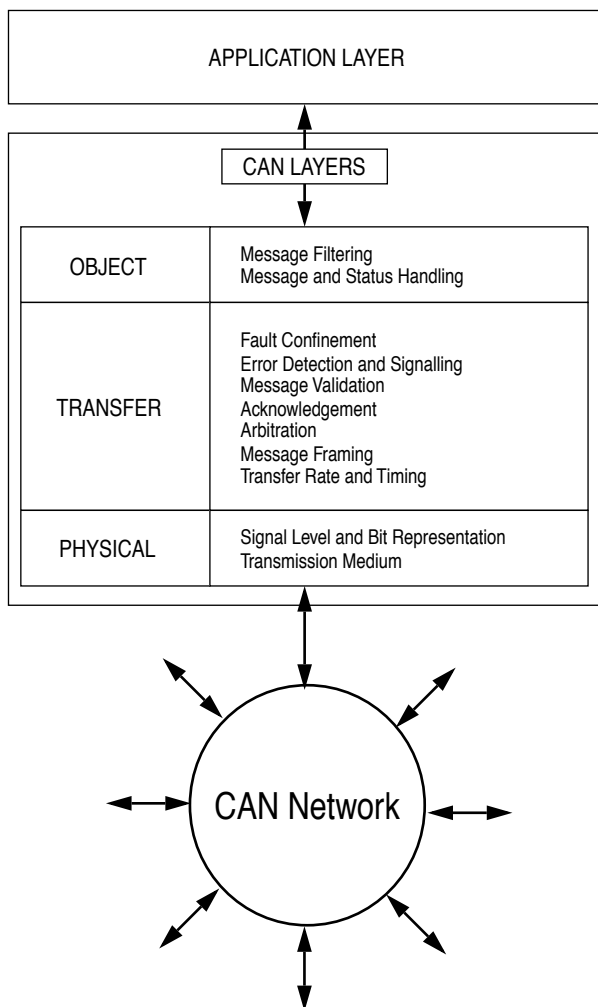 APPLICATION LAYER
CAN LAYERS
OBJECT
Message Filtering
Message and Status Handling
TRANSFER
Fault Confinement
Error Detection and Signalling
Message Validation
Acknowledgement
Arbitration
Message Framing
Transfer Rate and Timing
PHYSICAL
Signal Level and Bit Representation
Transmission Medium
CAN Network